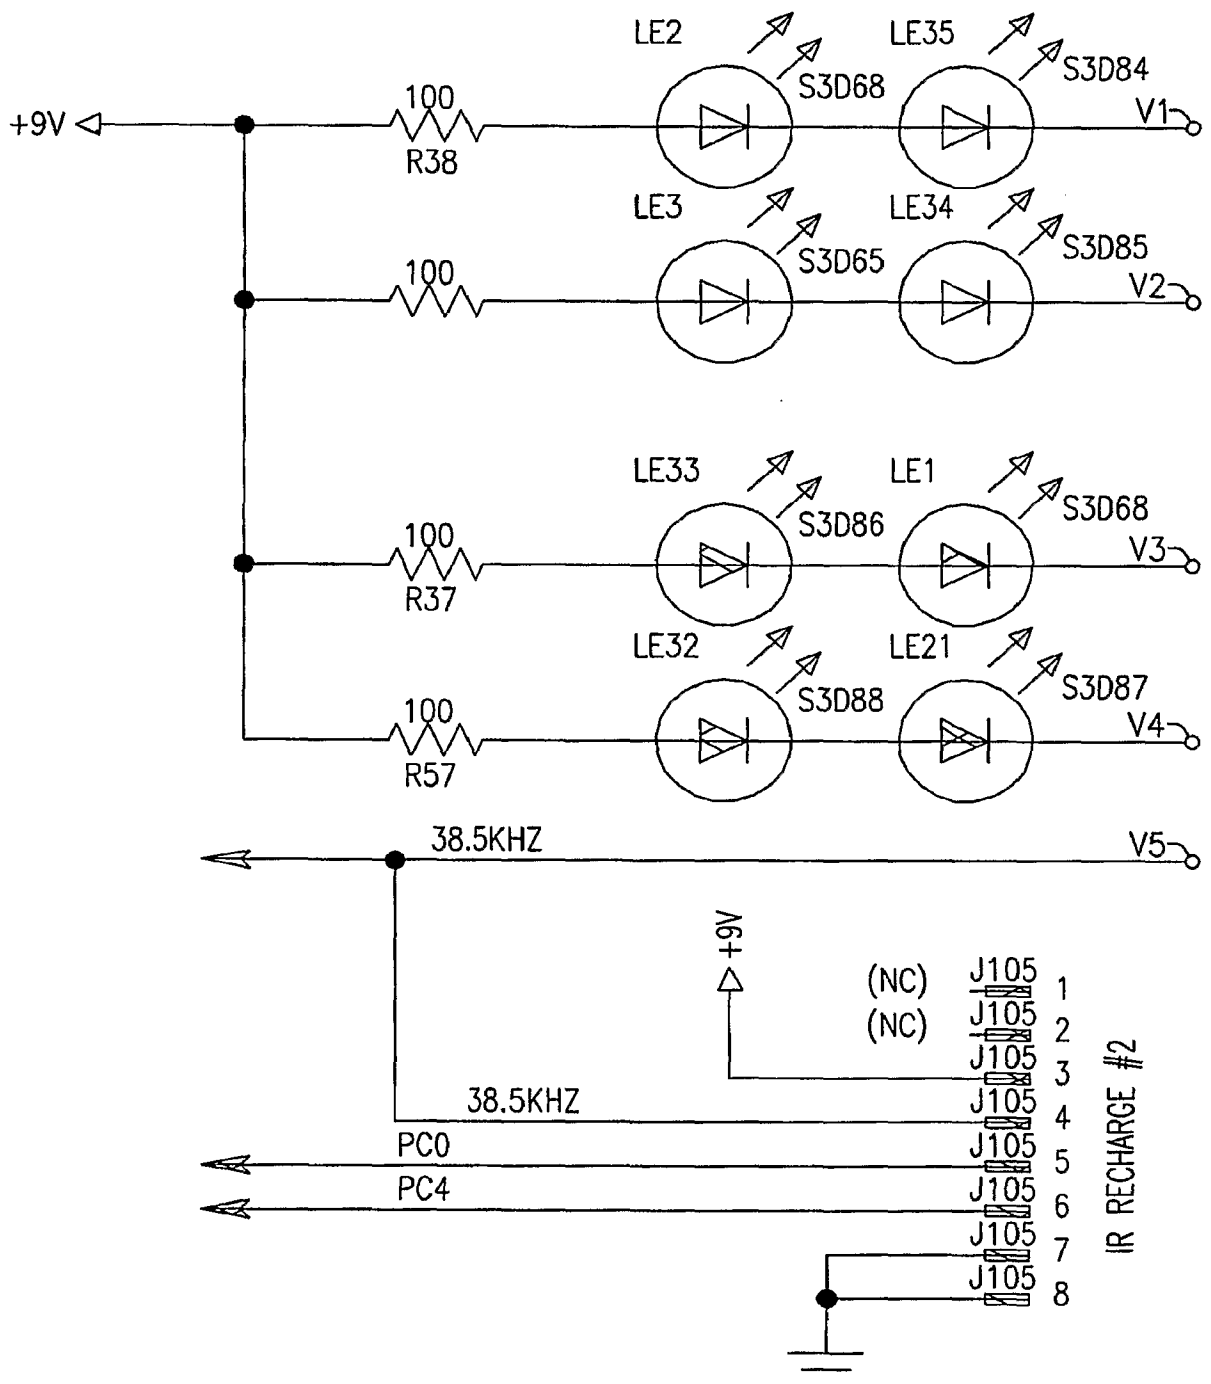 LE2 LE35
100 S3D68 S3D84
+9V V1
R38
LE3 LE34
100 S3D65 S3D85
V2
LE33 LE1
100 S3D86 S3D68
V3
R37
LE32 LE21
100 S3D88 S3D87
V4
R57
38.5KHZ V5
+9V
(NC) J105 1
(NC) J105 2
J105 3
38.5KHZ J105 4
PC0 J105 5
PC4 J105 6
J105 7
J105 8
IR RECHARGE #2